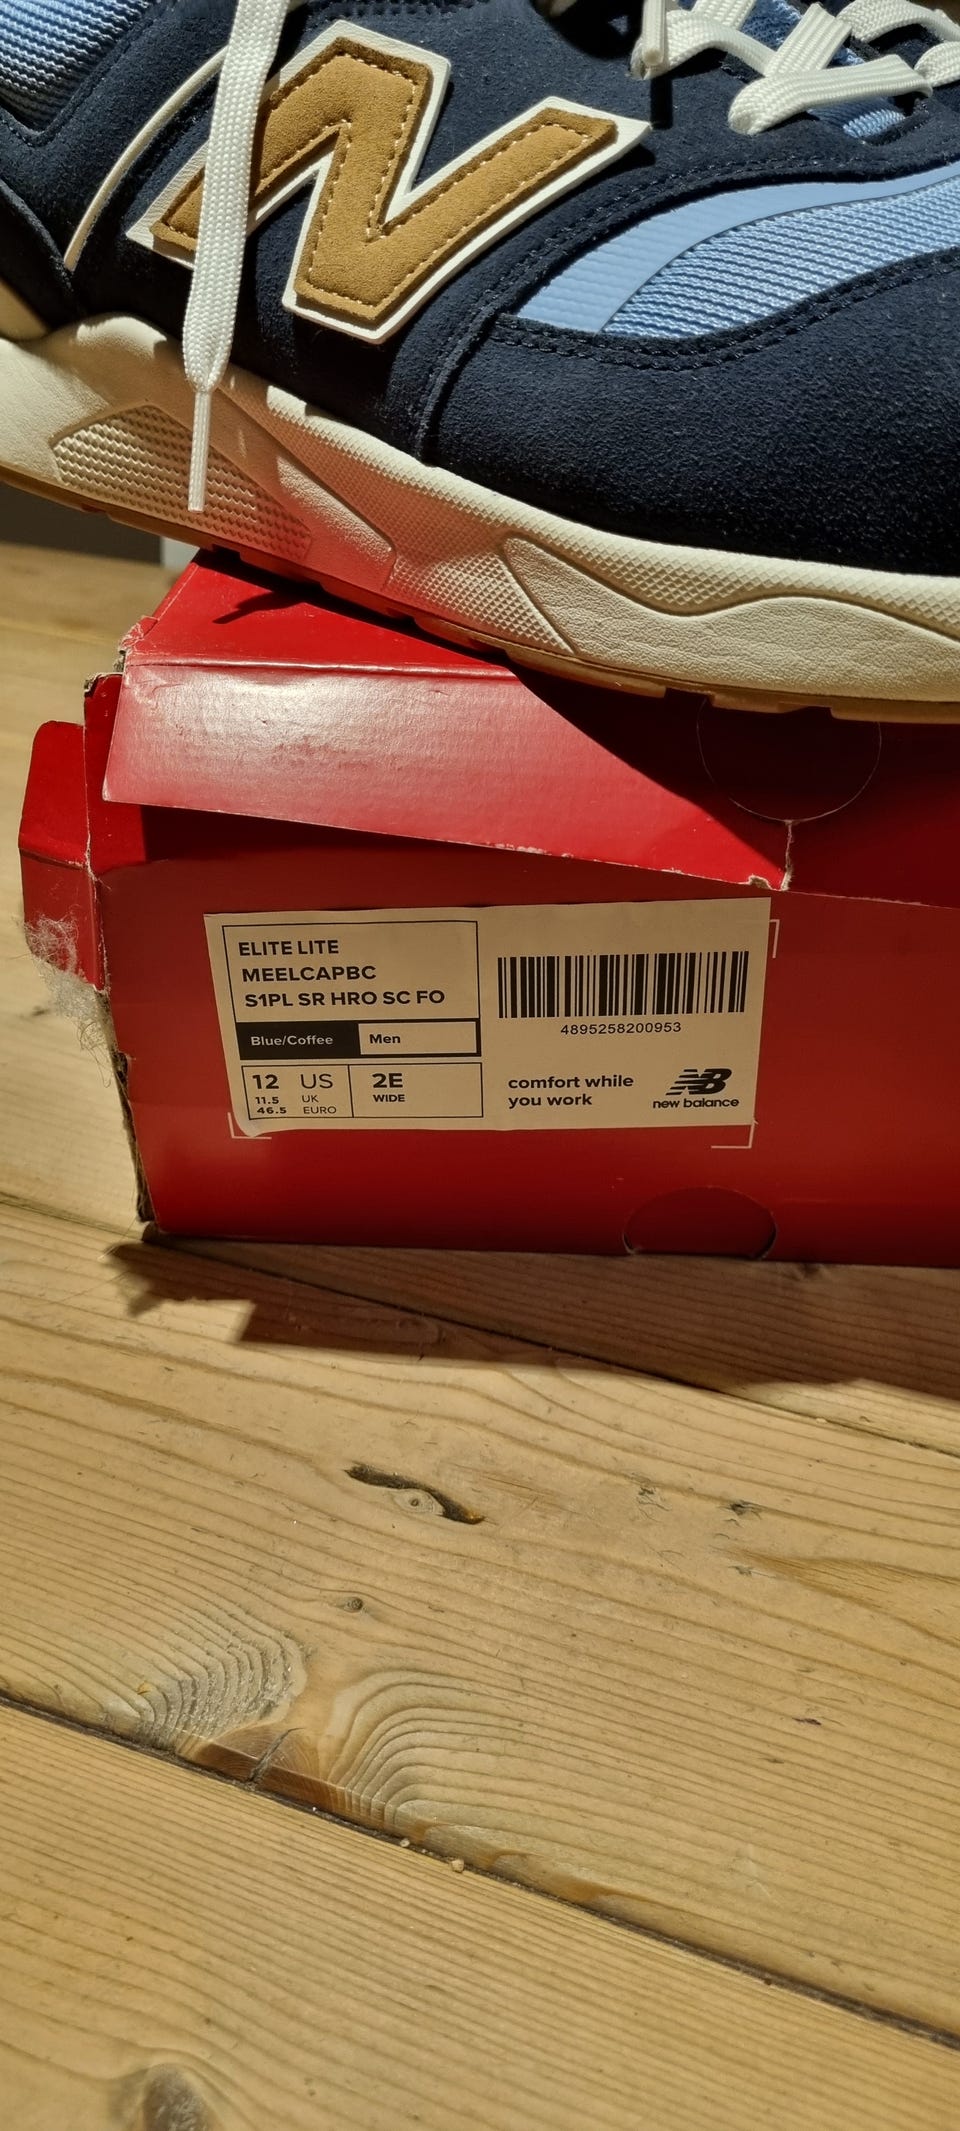 N
ELITE LITE
MEELCAPBC
S1PL SR HRO SC FO
Blue/Coffee Men
12 US
11.5 UK
46.5 EURO
2E
WIDE
4895258200953
comfort while
you work
NB
new balance